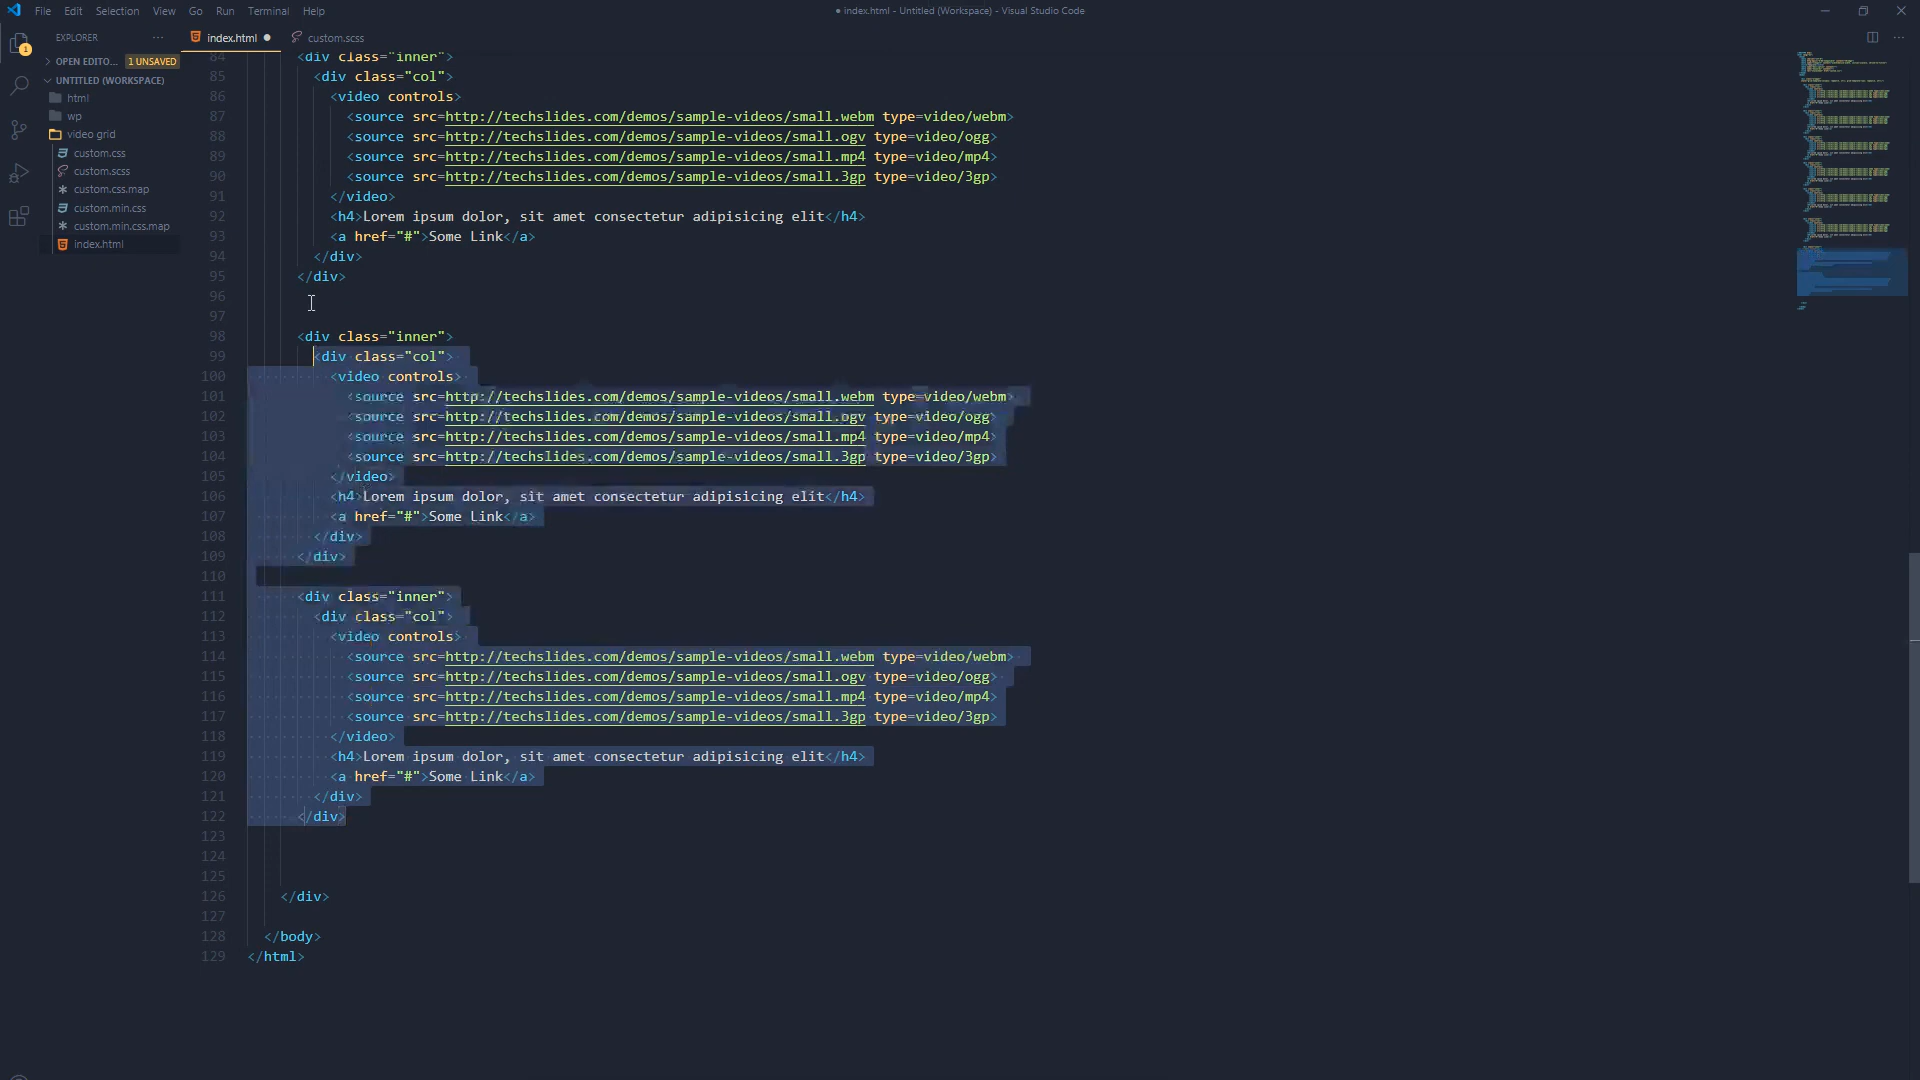 File Edit Selection View Go Run Terminal Help
● index.html - Untitled (Workspace) - Visual Studio Code
EXPLORER ···
index.html ●
custom.scss
1
OPEN EDITO... 1 UNSAVED
UNTITLED (WORKSPACE)
html
wp
video grid
custom.css
custom.scss
custom.css.map
custom.min.css
custom.min.css.map
index.html
84 <div class="inner">
85 <div class="col">
86 <video controls>
87 <source src=http://techslides.com/demos/sample-videos/small.webm type=video/webm>
88 <source src=http://techslides.com/demos/sample-videos/small.ogv type=video/ogg>
89 <source src=http://techslides.com/demos/sample-videos/small.mp4 type=video/mp4>
90 <source src=http://techslides.com/demos/sample-videos/small.3gp type=video/3gp>
91 </video>
92 <h4>Lorem ipsum dolor, sit amet consectetur adipisicing elit</h4>
93 <a href="#">Some Link</a>
94 </div>
95 </div>
96
97
98 <div class="inner">
99 <div class="col">
100 <video controls>
101 <source src=http://techslides.com/demos/sample-videos/small.webm type=video/webm>
102 <source src=http://techslides.com/demos/sample-videos/small.ogv type=video/ogg>
103 <source src=http://techslides.com/demos/sample-videos/small.mp4 type=video/mp4>
104 <source src=http://techslides.com/demos/sample-videos/small.3gp type=video/3gp>
105 </video>
106 <h4>Lorem ipsum dolor, sit amet consectetur adipisicing elit</h4>
107 <a href="#">Some Link</a>
108 </div>
109 </div>
110
111 <div class="inner">
112 <div class="col">
113 <video controls>
114 <source src=http://techslides.com/demos/sample-videos/small.webm type=video/webm>
115 <source src=http://techslides.com/demos/sample-videos/small.ogv type=video/ogg>
116 <source src=http://techslides.com/demos/sample-videos/small.mp4 type=video/mp4>
117 <source src=http://techslides.com/demos/sample-videos/small.3gp type=video/3gp>
118 </video>
119 <h4>Lorem ipsum dolor, sit amet consectetur adipisicing elit</h4>
120 <a href="#">Some Link</a>
121 </div>
122 </div>
123
124
125
126 </div>
127
128 </body>
129 </html>